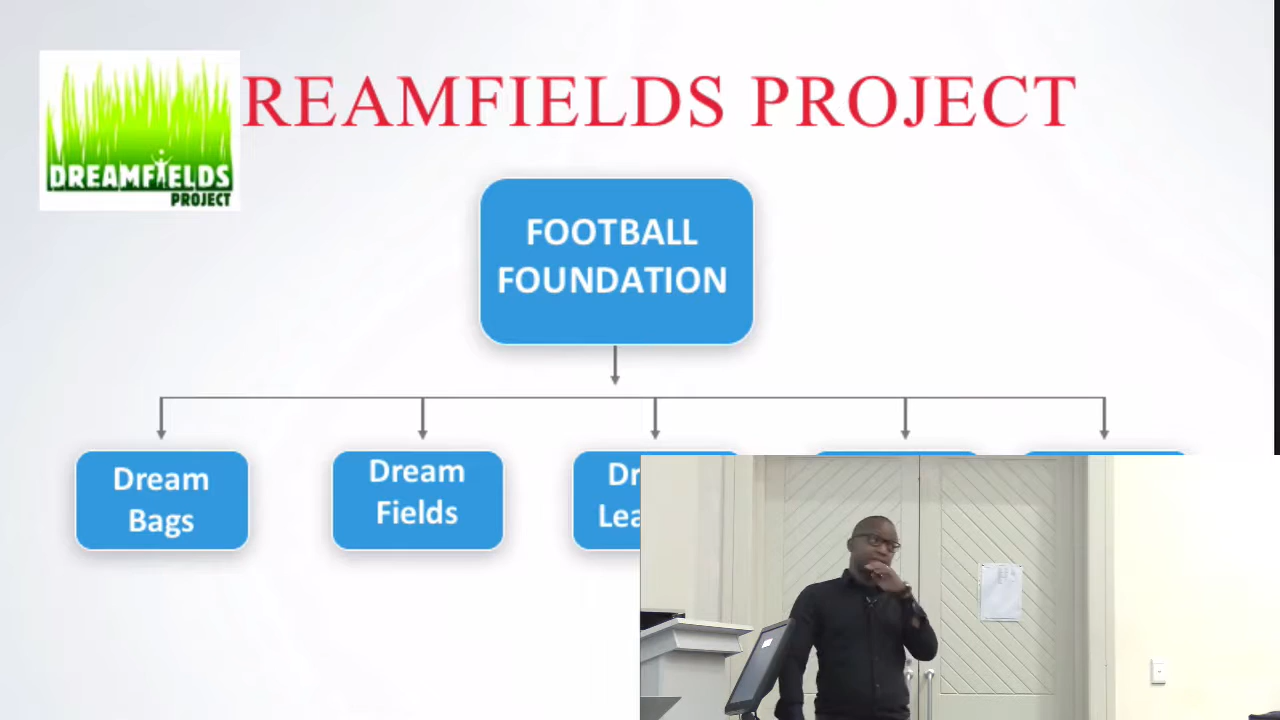 DREAMFIELDS
PROJECT
REAMFIELDS PROJECT
FOOTBALL
FOUNDATION
Dream
Bags
Dream
Fields
Dr
Lea